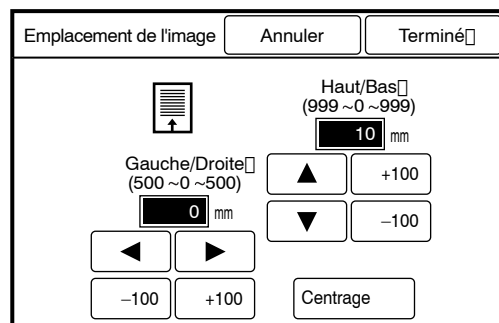 Emplacement de l'image
Annuler
Terminé
Haut/Bas
(999 ~0 ~999)
10 mm
Gauche/Droite
(500 ~0 ~500)
0 mm
▲ +100
▼ −100
◀ ▶
−100 +100
Centrage